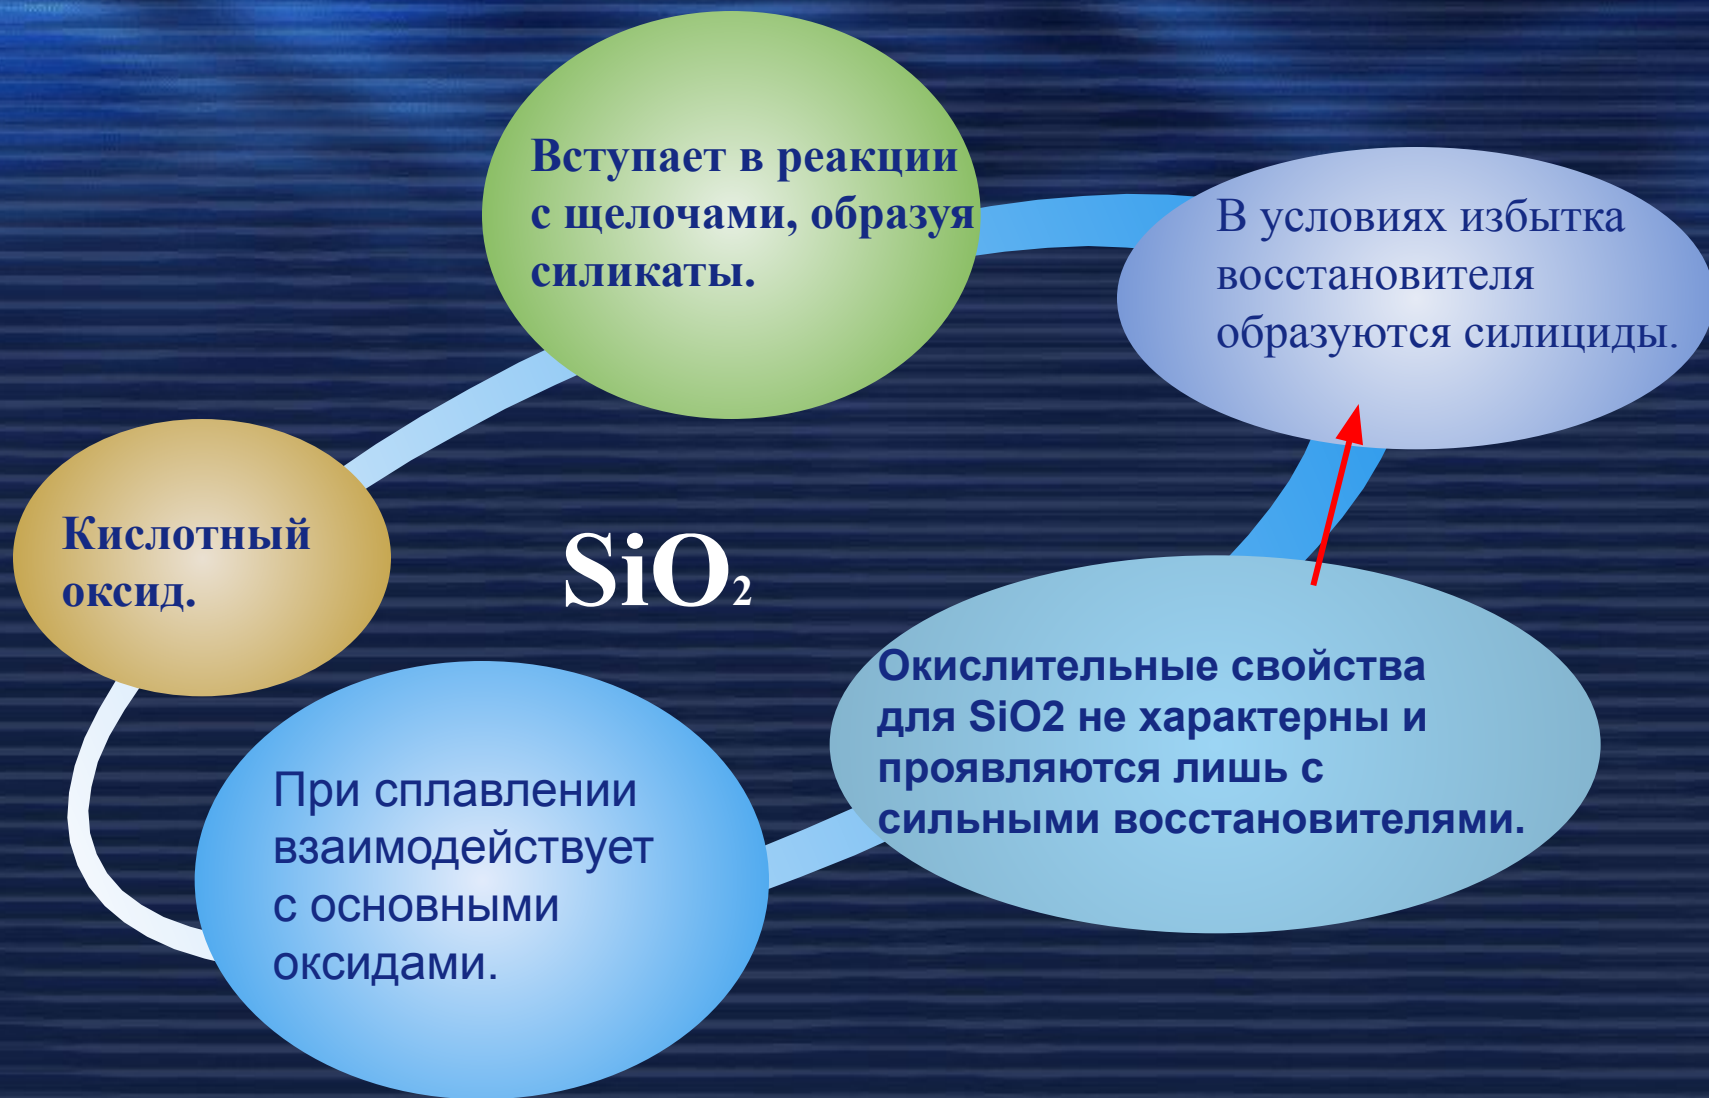 Вступает в реакции
с щелочами, образуя
силикаты.
В условиях избытка
восстановителя
образуются силициды.
Кислотный
оксид.
SiO₂
Окислительные свойства
для SiO2 не характерны и
проявляются лишь с
сильными восстановителями.
При сплавлении
взаимодействует
с основными
оксидами.